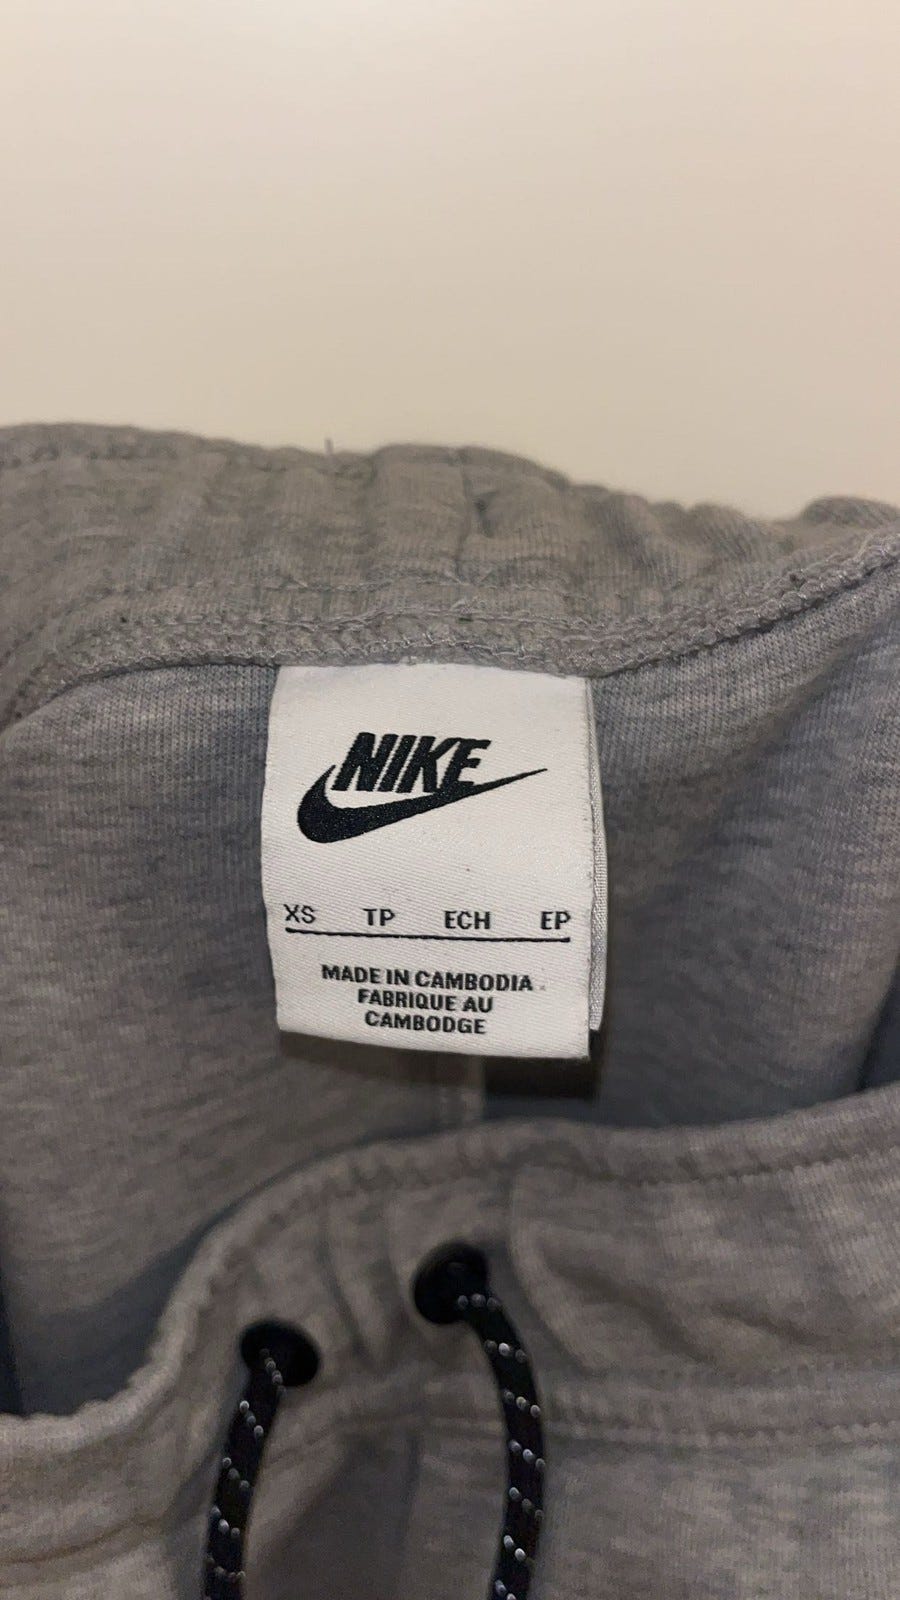 NIKE
XS TP ECH EP
MADE IN CAMBODIA
FABRIQUE AU
CAMBODGE